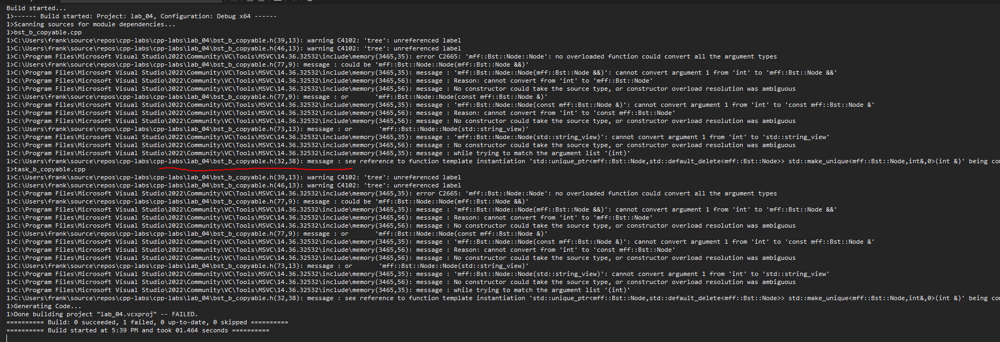 Build started...
1>------ Build started: Project: lab_04, Configuration: Debug x64 ------
1>Scanning sources for module dependencies...
1>bst_b_copyable.cpp
1>C:\Users\frank\source\repos\cpp-labs\cpp-labs\lab_04\bst_b_copyable.h(39,13): warning C4102: 'tree': unreferenced label
1>C:\Users\frank\source\repos\cpp-labs\cpp-labs\lab_04\bst_b_copyable.h(46,13): warning C4102: 'tree': unreferenced label
1>C:\Program Files\Microsoft Visual Studio\2022\Community\VC\Tools\MSVC\14.36.32532\include\memory(3465,35): error C2665: 'mff::Bst::Node::Node': no overloaded function could convert all the argument types
1>C:\Users\frank\source\repos\cpp-labs\cpp-labs\lab_04\bst_b_copyable.h(77,9): message : could be 'mff::Bst::Node::Node(mff::Bst::Node &&)'
1>C:\Program Files\Microsoft Visual Studio\2022\Community\VC\Tools\MSVC\14.36.32532\include\memory(3465,35): message : 'mff::Bst::Node::Node(mff::Bst::Node &&)': cannot convert argument 1 from 'int' to 'mff::Bst::Node &&'
1>C:\Program Files\Microsoft Visual Studio\2022\Community\VC\Tools\MSVC\14.36.32532\include\memory(3465,56): message : Reason: cannot convert from 'int' to 'mff::Bst::Node'
1>C:\Program Files\Microsoft Visual Studio\2022\Community\VC\Tools\MSVC\14.36.32532\include\memory(3465,56): message : No constructor could take the source type, or constructor overload resolution was ambiguous
1>C:\Users\frank\source\repos\cpp-labs\cpp-labs\lab_04\bst_b_copyable.h(77,9): message : or       'mff::Bst::Node::Node(const mff::Bst::Node &)'
1>C:\Program Files\Microsoft Visual Studio\2022\Community\VC\Tools\MSVC\14.36.32532\include\memory(3465,35): message : 'mff::Bst::Node::Node(const mff::Bst::Node &)': cannot convert argument 1 from 'int' to 'const mff::Bst::Node &'
1>C:\Program Files\Microsoft Visual Studio\2022\Community\VC\Tools\MSVC\14.36.32532\include\memory(3465,56): message : Reason: cannot convert from 'int' to 'const mff::Bst::Node'
1>C:\Program Files\Microsoft Visual Studio\2022\Community\VC\Tools\MSVC\14.36.32532\include\memory(3465,56): message : No constructor could take the source type, or constructor overload resolution was ambiguous
1>C:\Users\frank\source\repos\cpp-labs\cpp-labs\lab_04\bst_b_copyable.h(73,13): message : or       'mff::Bst::Node::Node(std::string_view)'
1>C:\Program Files\Microsoft Visual Studio\2022\Community\VC\Tools\MSVC\14.36.32532\include\memory(3465,35): message : 'mff::Bst::Node::Node(std::string_view)': cannot convert argument 1 from 'int' to 'std::string_view'
1>C:\Program Files\Microsoft Visual Studio\2022\Community\VC\Tools\MSVC\14.36.32532\include\memory(3465,56): message : No constructor could take the source type, or constructor overload resolution was ambiguous
1>C:\Program Files\Microsoft Visual Studio\2022\Community\VC\Tools\MSVC\14.36.32532\include\memory(3465,35): message : while trying to match the argument list '(int)'
1>C:\Users\frank\source\repos\cpp-labs\cpp-labs\lab_04\bst_b_copyable.h(32,38): message : see reference to function template instantiation 'std::unique_ptr<mff::Bst::Node,std::default_delete<mff::Bst::Node>> std::make_unique<mff::Bst::Node,int&,0>(int &)' being co
1>task_b_copyable.cpp
1>C:\Users\frank\source\repos\cpp-labs\cpp-labs\lab_04\bst_b_copyable.h(39,13): warning C4102: 'tree': unreferenced label
1>C:\Users\frank\source\repos\cpp-labs\cpp-labs\lab_04\bst_b_copyable.h(46,13): warning C4102: 'tree': unreferenced label
1>C:\Program Files\Microsoft Visual Studio\2022\Community\VC\Tools\MSVC\14.36.32532\include\memory(3465,35): error C2665: 'mff::Bst::Node::Node': no overloaded function could convert all the argument types
1>C:\Users\frank\source\repos\cpp-labs\cpp-labs\lab_04\bst_b_copyable.h(77,9): message : could be 'mff::Bst::Node::Node(mff::Bst::Node &&)'
1>C:\Program Files\Microsoft Visual Studio\2022\Community\VC\Tools\MSVC\14.36.32532\include\memory(3465,35): message : 'mff::Bst::Node::Node(mff::Bst::Node &&)': cannot convert argument 1 from 'int' to 'mff::Bst::Node &&'
1>C:\Program Files\Microsoft Visual Studio\2022\Community\VC\Tools\MSVC\14.36.32532\include\memory(3465,56): message : Reason: cannot convert from 'int' to 'mff::Bst::Node'
1>C:\Program Files\Microsoft Visual Studio\2022\Community\VC\Tools\MSVC\14.36.32532\include\memory(3465,56): message : No constructor could take the source type, or constructor overload resolution was ambiguous
1>C:\Users\frank\source\repos\cpp-labs\cpp-labs\lab_04\bst_b_copyable.h(77,9): message : or       'mff::Bst::Node::Node(const mff::Bst::Node &)'
1>C:\Program Files\Microsoft Visual Studio\2022\Community\VC\Tools\MSVC\14.36.32532\include\memory(3465,35): message : 'mff::Bst::Node::Node(const mff::Bst::Node &)': cannot convert argument 1 from 'int' to 'const mff::Bst::Node &'
1>C:\Program Files\Microsoft Visual Studio\2022\Community\VC\Tools\MSVC\14.36.32532\include\memory(3465,56): message : Reason: cannot convert from 'int' to 'const mff::Bst::Node'
1>C:\Program Files\Microsoft Visual Studio\2022\Community\VC\Tools\MSVC\14.36.32532\include\memory(3465,56): message : No constructor could take the source type, or constructor overload resolution was ambiguous
1>C:\Users\frank\source\repos\cpp-labs\cpp-labs\lab_04\bst_b_copyable.h(73,13): message : or       'mff::Bst::Node::Node(std::string_view)'
1>C:\Program Files\Microsoft Visual Studio\2022\Community\VC\Tools\MSVC\14.36.32532\include\memory(3465,35): message : 'mff::Bst::Node::Node(std::string_view)': cannot convert argument 1 from 'int' to 'std::string_view'
1>C:\Program Files\Microsoft Visual Studio\2022\Community\VC\Tools\MSVC\14.36.32532\include\memory(3465,56): message : No constructor could take the source type, or constructor overload resolution was ambiguous
1>C:\Program Files\Microsoft Visual Studio\2022\Community\VC\Tools\MSVC\14.36.32532\include\memory(3465,35): message : while trying to match the argument list '(int)'
1>C:\Users\frank\source\repos\cpp-labs\cpp-labs\lab_04\bst_b_copyable.h(32,38): message : see reference to function template instantiation 'std::unique_ptr<mff::Bst::Node,std::default_delete<mff::Bst::Node>> std::make_unique<mff::Bst::Node,int&,0>(int &)' being co
1>Generating Code...
1>Done building project "lab_04.vcxproj" -- FAILED.
========== Build: 0 succeeded, 1 failed, 0 up-to-date, 0 skipped ==========
========== Build started at 5:39 PM and took 01.464 seconds ==========